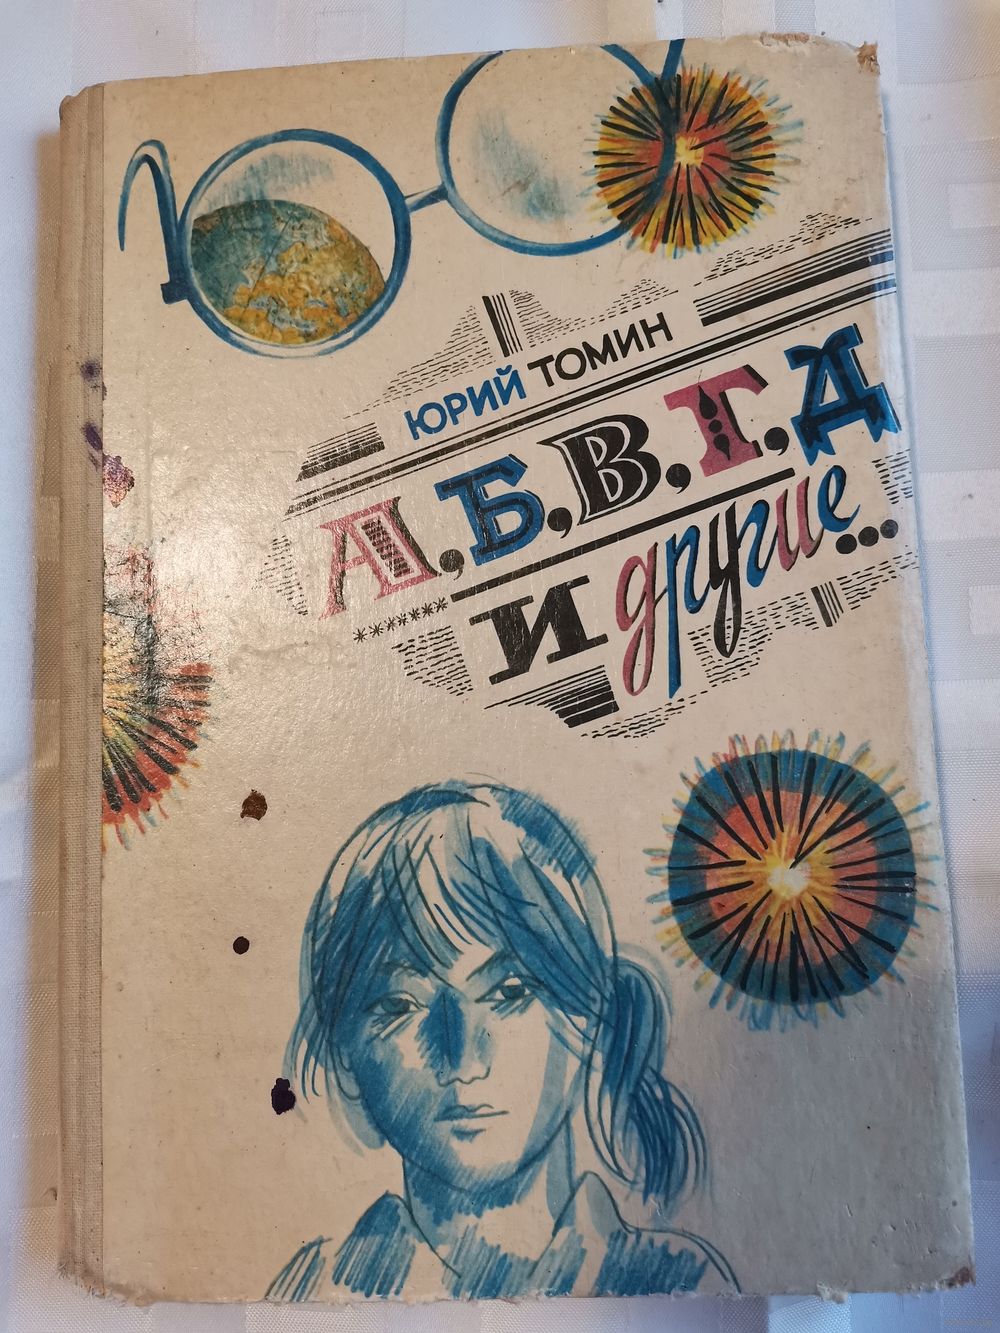 ЮРИЙ ТОМИН
А, Б, В, Г, Д
и другие...